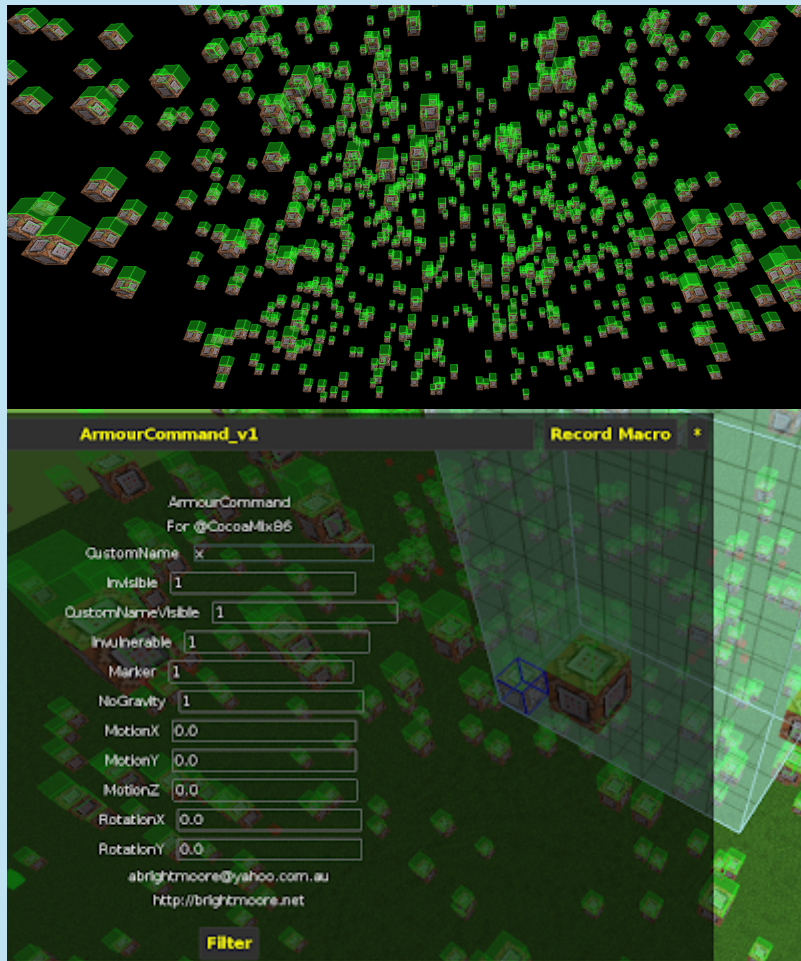 ArmourCommand_v1 Record Macro *
ArmourCommand
For @CocoaMix86
CustomName x
Invisible 1
CustomNameVisible 1
Invulnerable 1
Marker 1
NoGravity 1
MotionX 0.0
MotionY 0.0
MotionZ 0.0
RotationX 0.0
RotationY 0.0
abrightmoore@yahoo.com.au
http://brightmoore.net
Filter